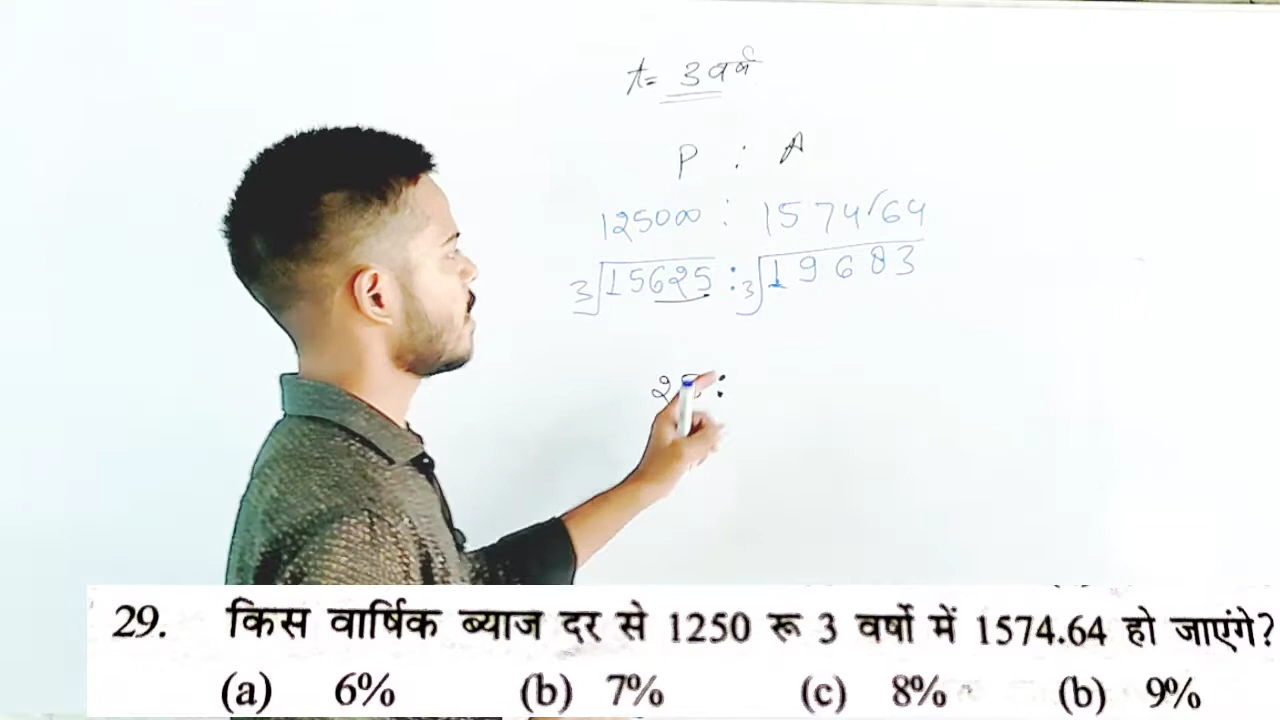 t= 3 वर्ष
P : A
125000 : 157464
3√15625 : 3√19683
25 :
29. किस वार्षिक ब्याज दर से 1250 रू 3 वर्षो में 1574.64 हो जाएंगे?
(a) 6% (b) 7% (c) 8% (b) 9%